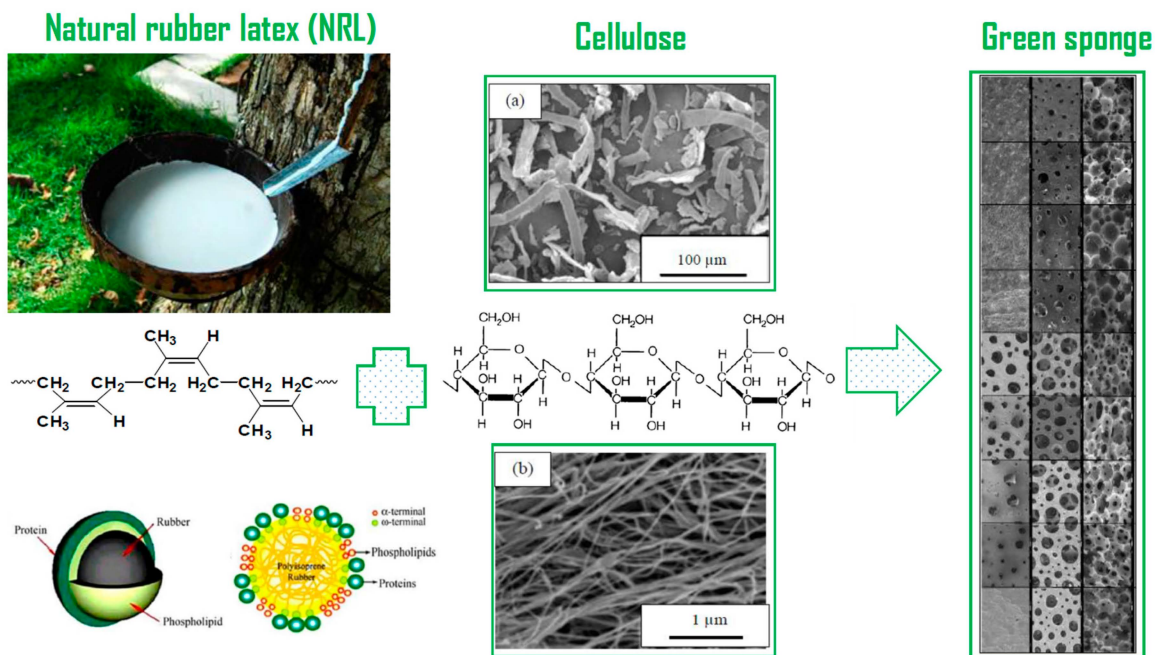 Natural rubber latex (NRL)
Cellulose
Green sponge
(a)
100 µm
CH₃ H
CH₂ CH₂ CH₂ H₂C CH₂ H₂C
CH₃ H CH₃ H
CH₂OH CH₂OH CH₂OH
H O H O H O
H H H
OH H OH H OH H
O O O
H H H
H OH H OH H OH
(b)
1 µm
Protein
Rubber
Phospholipid
α-terminal
ω-terminal
Phospholipids
Polyisoprene
Rubber
Proteins